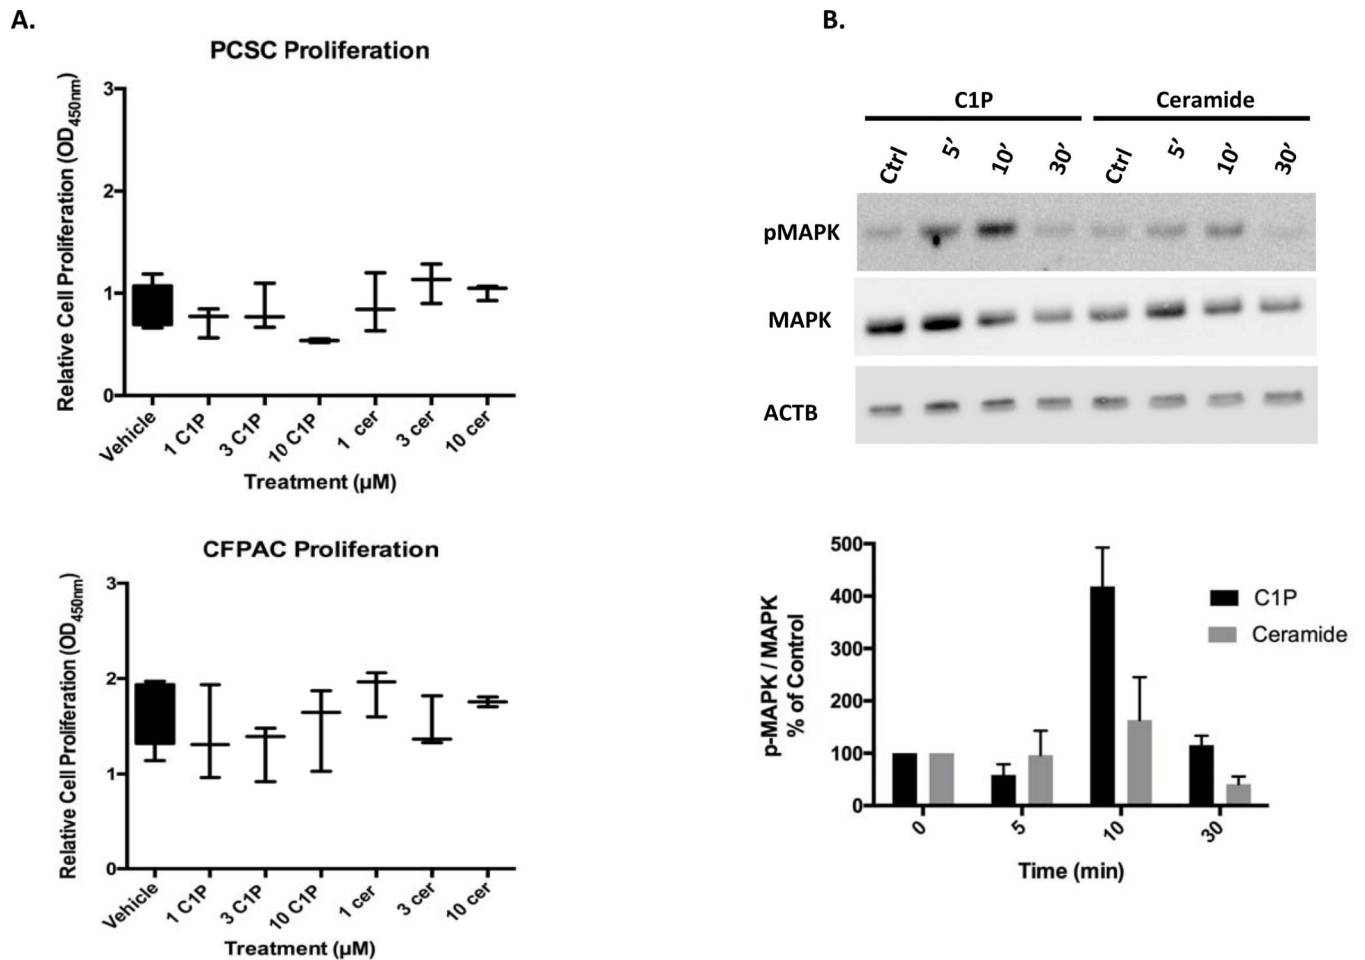 A.
PCSC Proliferation
Relative Cell Proliferation (OD450nm)
3
2
1
0
Vehicle
1 C1P
3 C1P
10 C1P
1 cer
3 cer
10 cer
Treatment (µM)
CFPAC Proliferation
Relative Cell Proliferation (OD450nm)
3
2
1
0
Vehicle
1 C1P
3 C1P
10 C1P
1 cer
3 cer
10 cer
Treatment (µM)
B.
C1P Ceramide
Ctrl 5' 10' 30' Ctrl 5' 10' 30'
pMAPK
MAPK
ACTB
p-MAPK / MAPK
% of Control
500
400
300
200
100
0
0 5 10 30
Time (min)
C1P
Ceramide